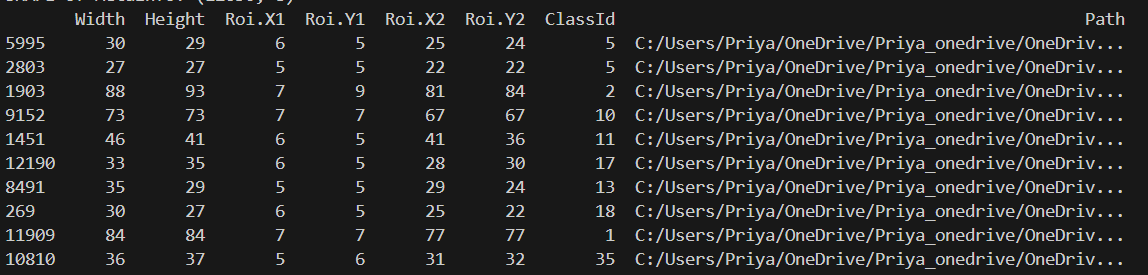 Width Height Roi.X1 Roi.Y1 Roi.X2 Roi.Y2 ClassId Path
5995 30 29 6 5 25 24 5 C:/Users/Priya/OneDrive/Priya_onedrive/OneDriv...
2803 27 27 5 5 22 22 5 C:/Users/Priya/OneDrive/Priya_onedrive/OneDriv...
1903 88 93 7 9 81 84 2 C:/Users/Priya/OneDrive/Priya_onedrive/OneDriv...
9152 73 73 7 7 67 67 10 C:/Users/Priya/OneDrive/Priya_onedrive/OneDriv...
1451 46 41 6 5 41 36 11 C:/Users/Priya/OneDrive/Priya_onedrive/OneDriv...
12190 33 35 6 5 28 30 17 C:/Users/Priya/OneDrive/Priya_onedrive/OneDriv...
8491 35 29 5 5 29 24 13 C:/Users/Priya/OneDrive/Priya_onedrive/OneDriv...
269 30 27 6 5 25 22 18 C:/Users/Priya/OneDrive/Priya_onedrive/OneDriv...
11909 84 84 7 7 77 77 1 C:/Users/Priya/OneDrive/Priya_onedrive/OneDriv...
10810 36 37 5 6 31 32 35 C:/Users/Priya/OneDrive/Priya_onedrive/OneDriv...